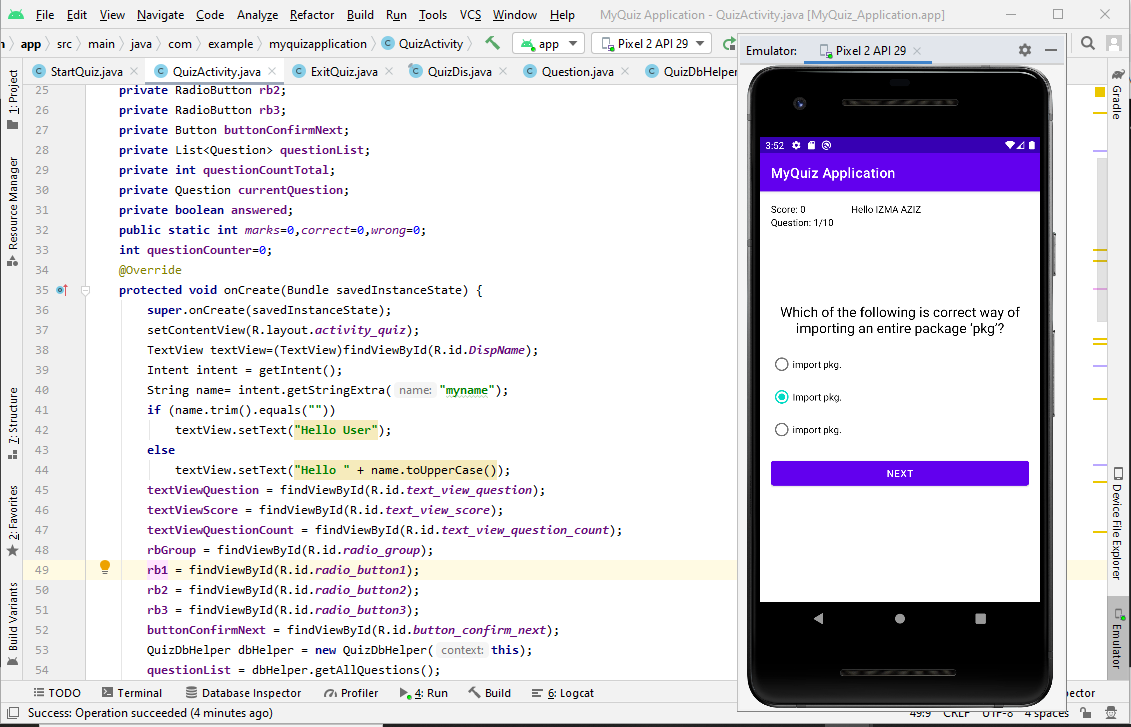 File Edit View Navigate Code Analyze Refactor Build Run Tools VCS Window Help MyQuiz Application - QuizActivity.java [MyQuiz_Application.app]
app src main java com example myquizapplication QuizActivity app Pixel 2 API 29
StartQuiz.java QuizActivity.java ExitQuiz.java QuizDis.java Question.java QuizDbHelper
1: Project
Resource Manager
7: Structure
2: Favorites
Build Variants
25 private RadioButton rb2;
26 private RadioButton rb3;
27 private Button buttonConfirmNext;
28 private List<Question> questionList;
29 private int questionCountTotal;
30 private Question currentQuestion;
31 private boolean answered;
32 public static int marks=0,correct=0,wrong=0;
33 int questionCounter=0;
34 @Override
35 protected void onCreate(Bundle savedInstanceState) {
36 super.onCreate(savedInstanceState);
37 setContentView(R.layout.activity_quiz);
38 TextView textView=(TextView)findViewById(R.id.DispName);
39 Intent intent = getIntent();
40 String name= intent.getStringExtra( name: "myname");
41 if (name.trim().equals(""))
42 textView.setText("Hello User");
43 else
44 textView.setText("Hello " + name.toUpperCase());
45 textViewQuestion = findViewById(R.id.text_view_question);
46 textViewScore = findViewById(R.id.text_view_score);
47 textViewQuestionCount = findViewById(R.id.text_view_question_count);
48 rbGroup = findViewById(R.id.radio_group);
49 rb1 = findViewById(R.id.radio_button1);
50 rb2 = findViewById(R.id.radio_button2);
51 rb3 = findViewById(R.id.radio_button3);
52 buttonConfirmNext = findViewById(R.id.button_confirm_next);
53 QuizDbHelper dbHelper = new QuizDbHelper( context: this);
54 questionList = dbHelper.getAllQuestions();
Emulator: Pixel 2 API 29
3:52
MyQuiz Application
Score: 0 Hello IZMA AZIZ
Question: 1/10
Which of the following is correct way of
importing an entire package ‘pkg’?
import pkg.
Import pkg.
import pkg.
NEXT
Gradle
Device File Explorer
Emulator
TODO Terminal Database Inspector Profiler 4: Run Build 6: Logcat
Success: Operation succeeded (4 minutes ago) 49:9 CRLF UTF-8 4 spaces